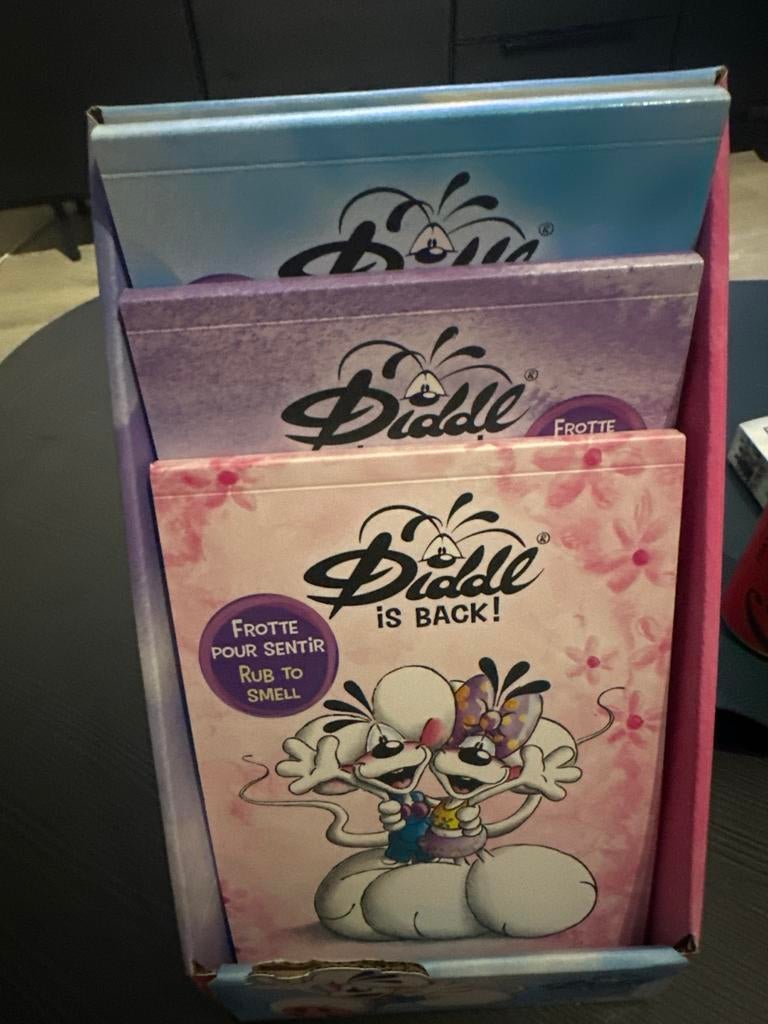 Diddl®
Diddl®
FROTTE
Diddl®
iS BACK!
FROTTE
POUR SENTiR
RUB TO
SMELL